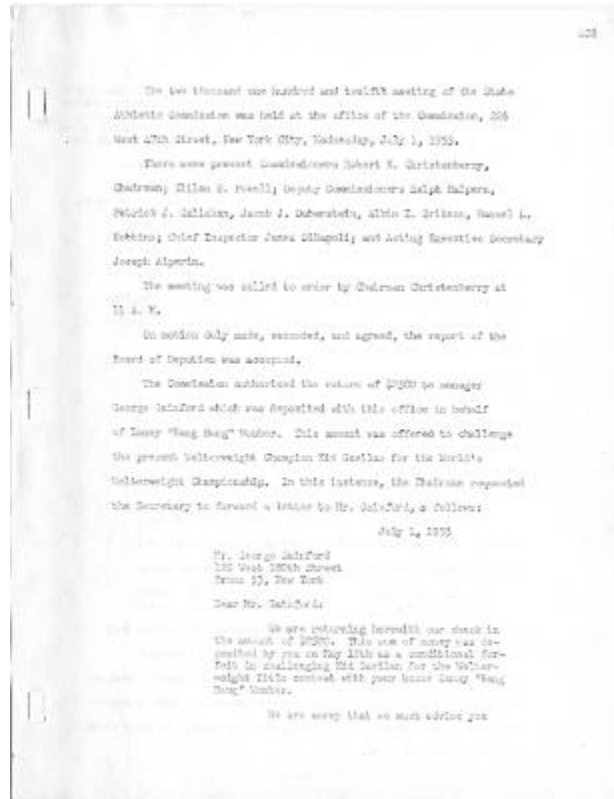 The two thousand one hundred and twelfth meeting of the State
Athletic Commission was held at the office of the Commission, 226
West 47th Street, New York City, Wednesday, July 1, 1953.
There were present Commissioners Robert K. Christenberry,
Chairman; Clilan B. Powell; Deputy Commissioners Ralph Halpern,
Patrick J. Callahan, Jacob J. Duberstein,
Robbins; Chief Inspector James DiNapoli; and Acting Executive Secretary
Joseph Alperin.
The meeting was called to order by Chairman Christenberry at
11 A. M.
On motion duly made, seconded, and agreed, the report of the
Board of Deputies was accepted.
The Commission authorized the return of to manager
George Gainford which was deposited with this office in behalf
of "Bang Bang" Womber. This amount was offered to challenge
the present Welterweight Champion Kid Gavilan for the World's
Welterweight Championship. In this instance, the Chairman requested
the Secretary to forward a letter to Mr. Gainford, as follows:
July 1, 1953
Mr. George Gainford
West Street
Bronx New York
Dear Mr. Gainford:
We are returning herewith our check in
the amount of This sum of money was de-
posited by you on May as a conditional for-
feit in challenging Kid Gavilan for the Welter-
weight Title contest with your boxer "Bang
Bang" Womber.
We are sorry that we must advise you